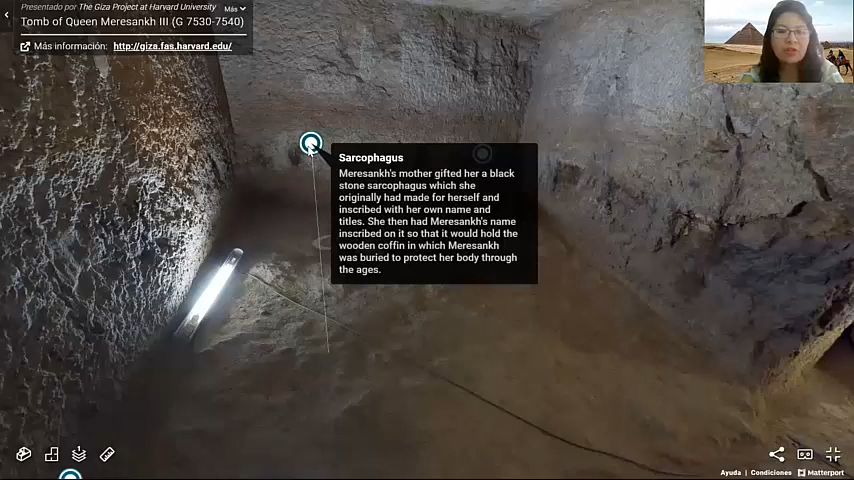 Presentado por The Giza Project at Harvard University
Más
Tomb of Queen Meresankh III (G 7530-7540)
Más información: http://giza.fas.harvard.edu/
Sarcophagus
Meresankh's mother gifted her a black
stone sarcophagus which she
originally had made for herself and
inscribed with her own name and
titles. She then had Meresankh's name
inscribed on it so that it would hold the
wooden coffin in which Meresankh
was buried to protect her body through
the ages.
Ayuda | Condiciones
Matterport